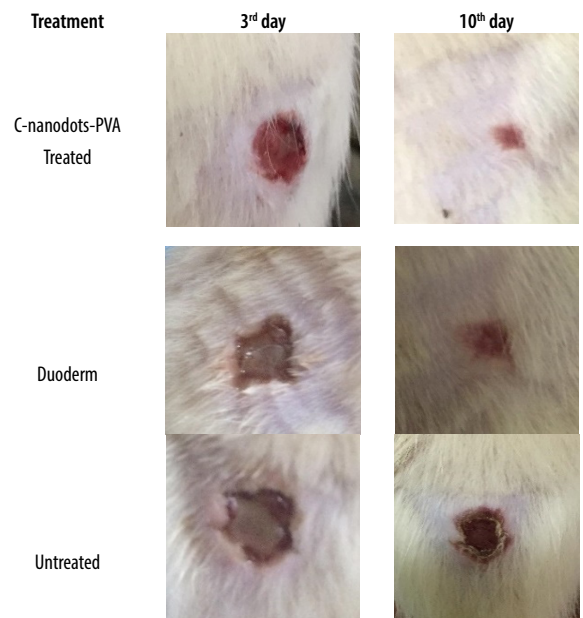 Treatment 3rd day 10th day
C-nanodots-PVA
Treated
Duoderm
Untreated